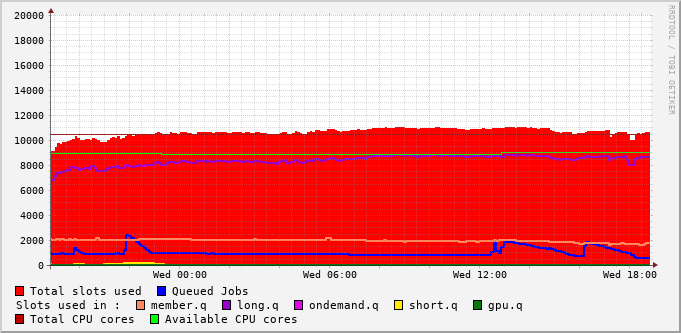 20000
18000
16000
14000
12000
10000
8000
6000
4000
2000
0
Wed 00:00 Wed 06:00 Wed 12:00 Wed 18:00
RRDTOOL / TOBI OETIKER
Total slots used Queued Jobs
Slots used in : member.q long.q ondemand.q short.q gpu.q
Total CPU cores Available CPU cores